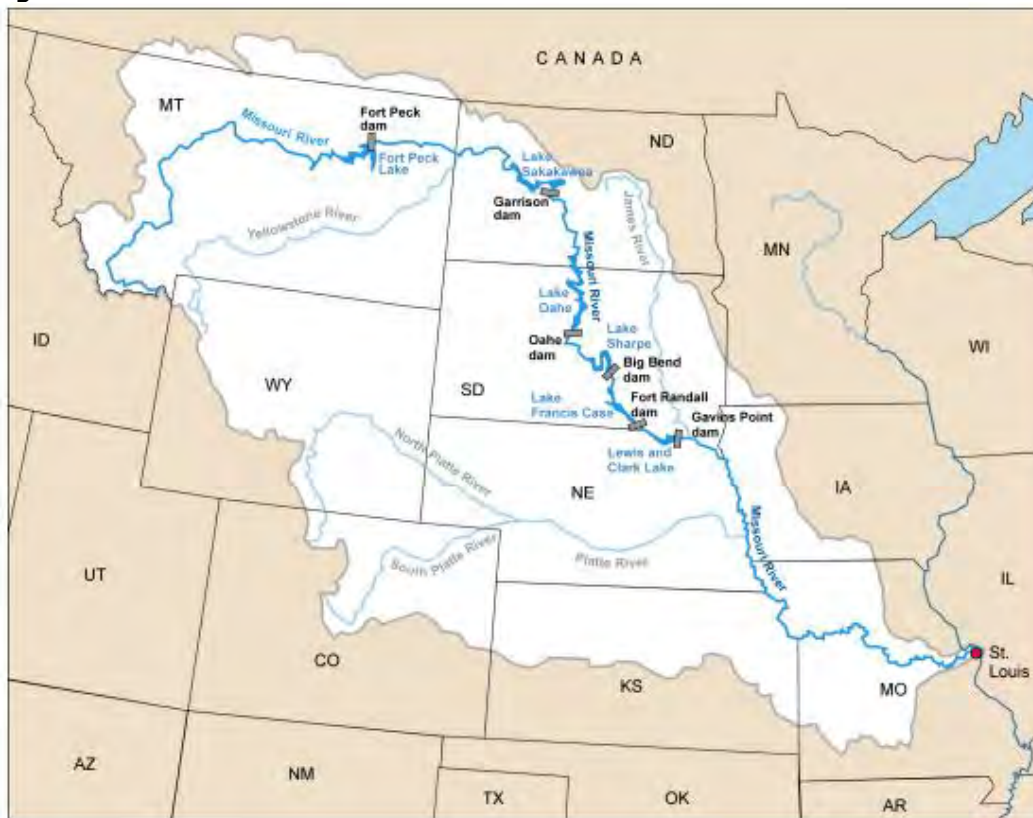 CANADA
MT
Missouri River
Fort Peck
dam
Fort Peck
Lake
ND
Lake
Sakakawea
Garrison
dam
Yellowstone River
James River
Missouri River
MN
Lake
Oahe
Lake
Sharpe
Oahe
dam
Big Bend
dam
ID
WI
WY
SD
Fort Randall
dam
Lake
Francis Case
Gavins Point
dam
Lewis and
Clark Lake
North Platte River
NE
IA
Missouri River
South Platte River
Platte River
UT
IL
CO
KS
MO
St.
Louis
AZ
NM
TX
OK
AR